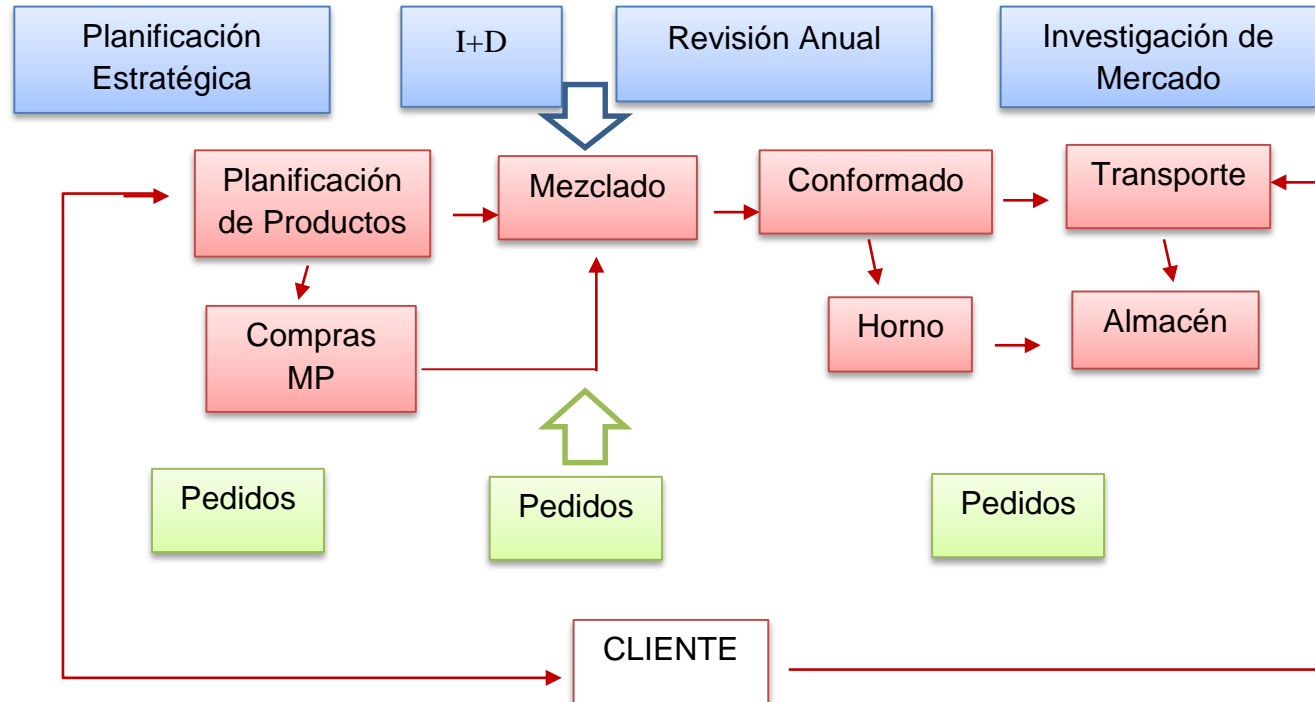 Planificación
Estratégica
I+D
Revisión Anual
Investigación de
Mercado
Planificación
de Productos
Mezclado
Conformado
Transporte
Compras
MP
Horno
Almacén
Pedidos
Pedidos
Pedidos
CLIENTE